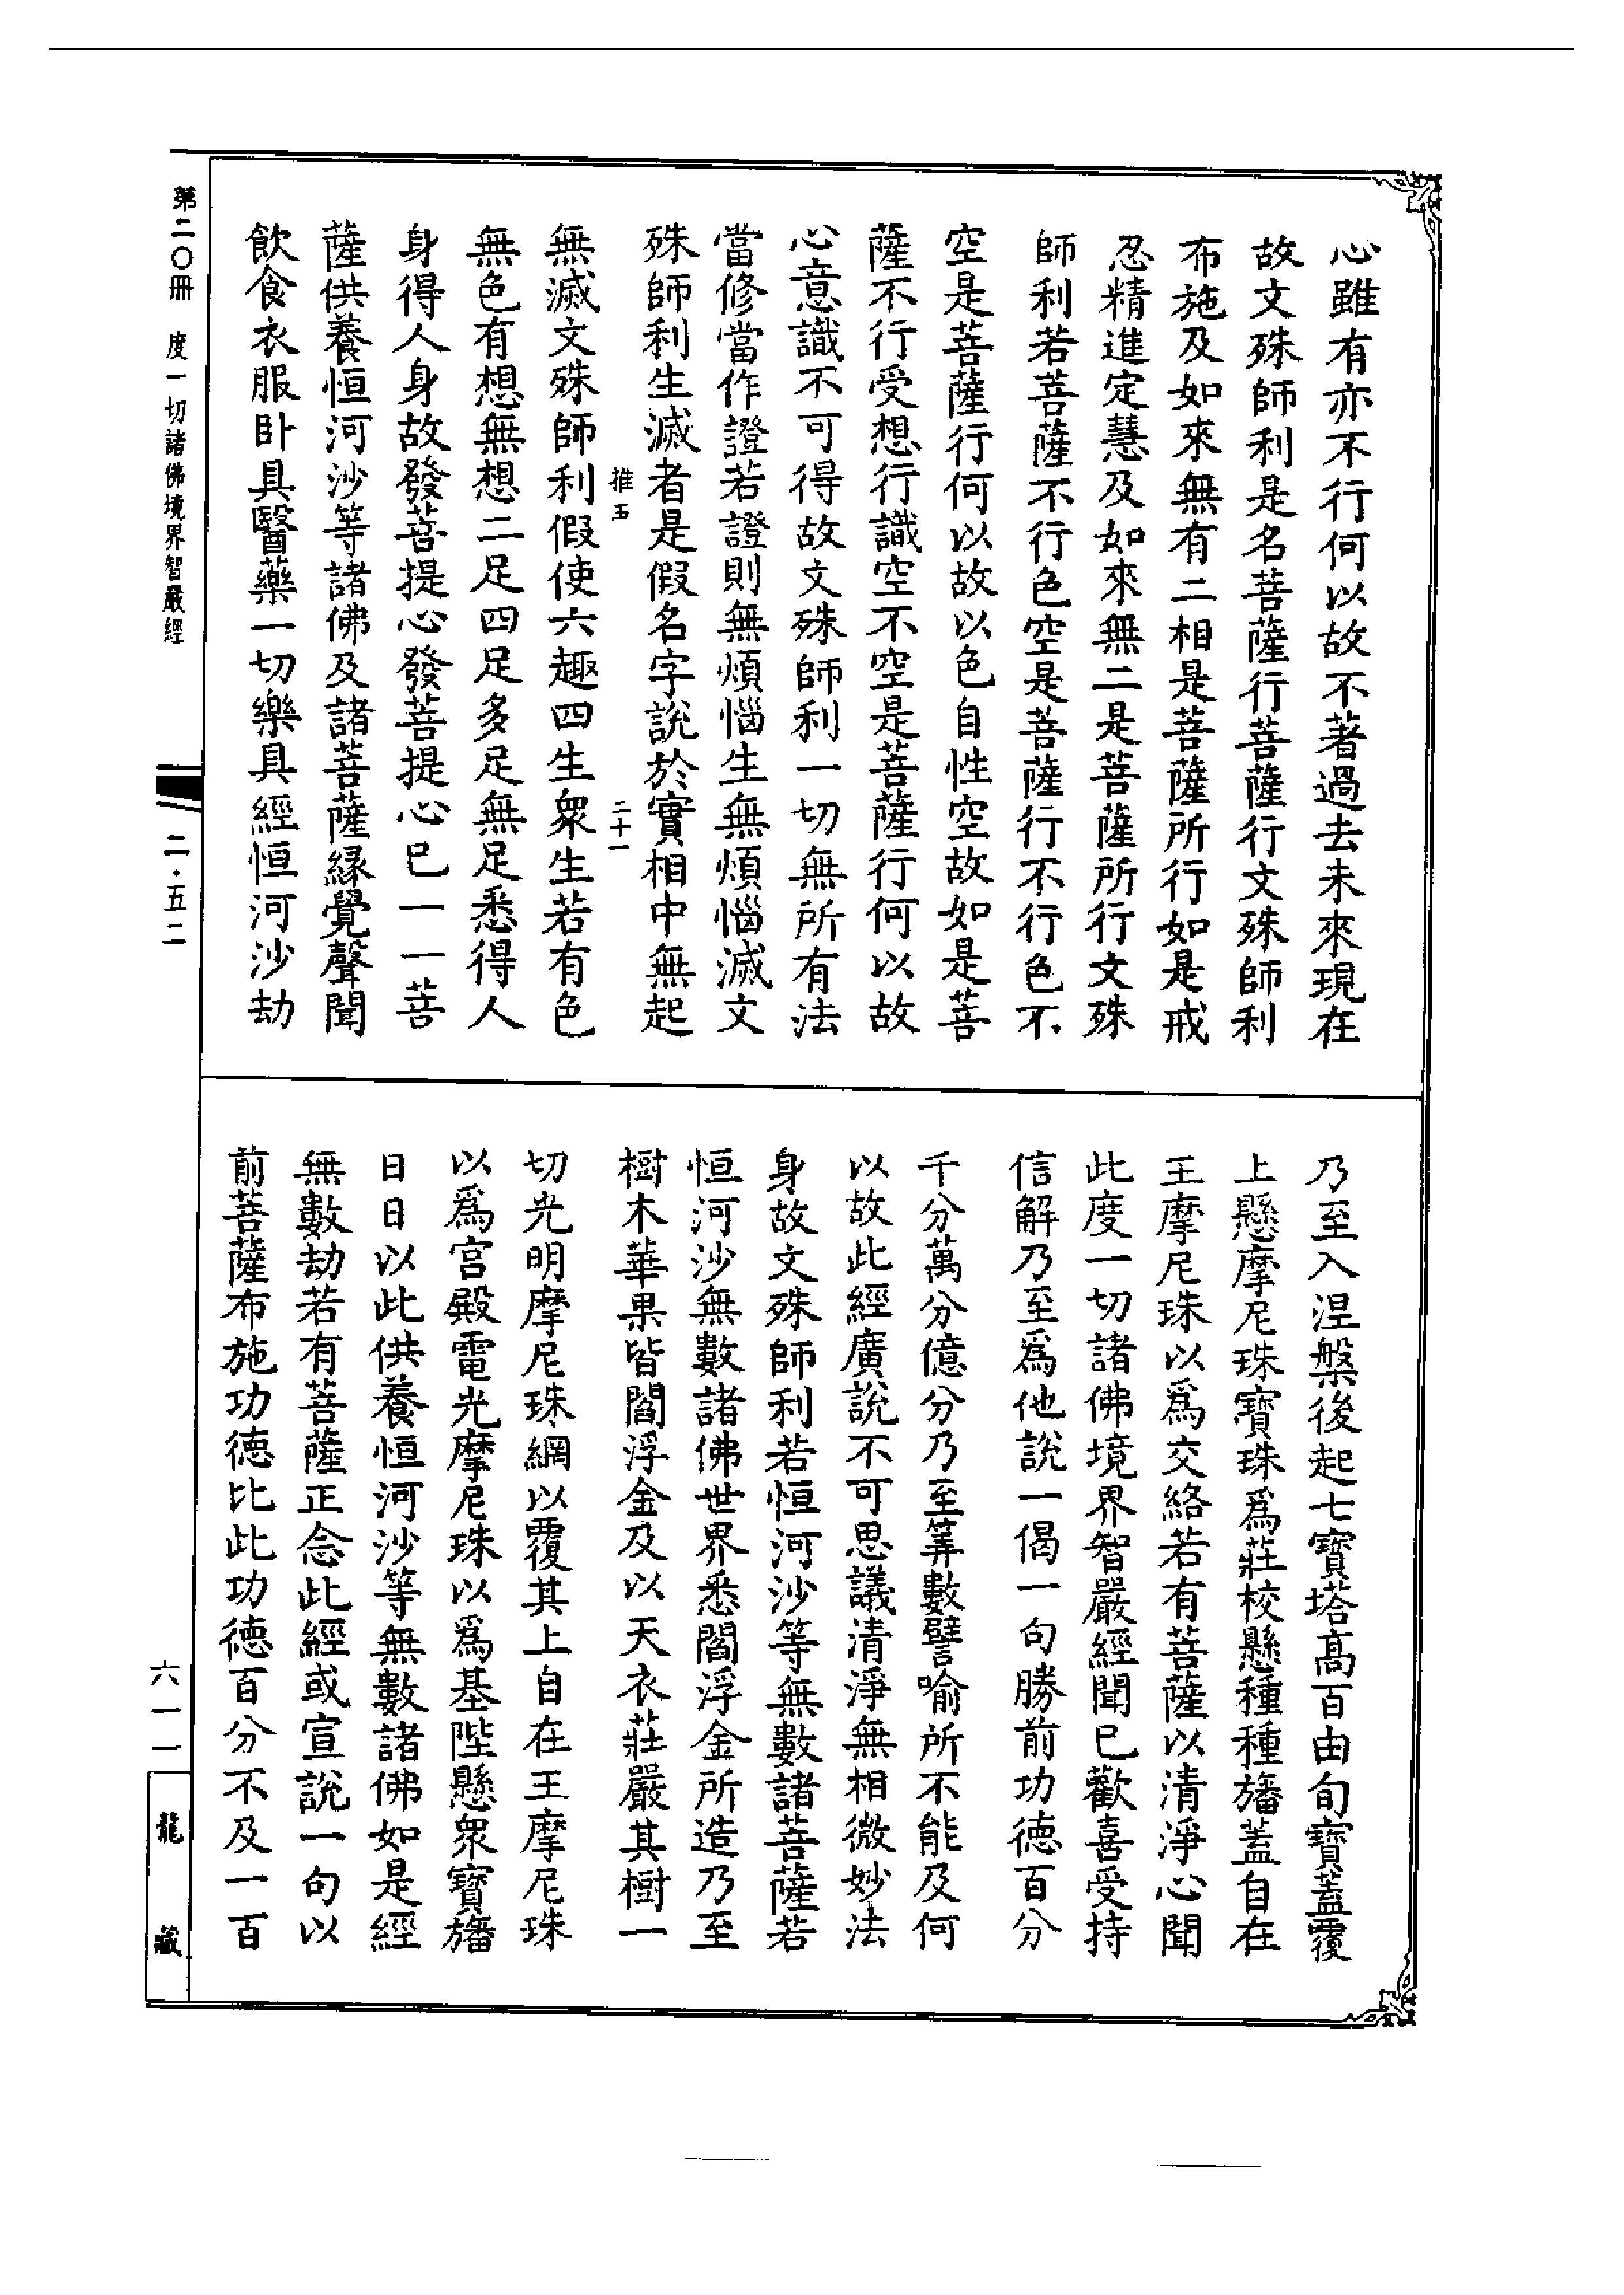 心雖有亦不行何以故不著過去未來現在
故文殊師利是名菩薩行菩薩行文殊師利
布施及如來無有二相是菩薩所行如是戒
忍精進定慧及如來無二是菩薩所行文殊
師利若菩薩不行色空是菩薩行不行色不
空是菩薩行何以故以色自性空故如是菩
薩不行受想行識空不空是菩薩行何以故
心意識不可得故文殊師利一切無所有法
當修當作證若證則無煩惱生無煩惱滅文
殊師利生滅者是假名字說於實相中無起
推五 二十一
無滅文殊師利假使六趣四生衆生若有色
無色有想無想二足四足多足無足悉得人
身得人身故發菩提心發菩提心已一一菩
薩供養恒河沙等諸佛及諸菩薩緣覺聲聞
飲食衣服卧具醫藥一切樂具經恒河沙劫
乃至入涅槃後起七寶塔高百由旬寶蓋覆
上懸摩尼珠寶珠爲莊校懸種種旛蓋自在
王摩尼珠以爲交絡若有菩薩以清淨心聞
此度一切諸佛境界智嚴經聞已歡喜受持
信解乃至爲他說一偈一句勝前功德百分
千分萬分億分乃至筭數譬喻所不能及何
以故此經廣說不可思議清淨無相微妙法
身故文殊師利若恒河沙等無數諸菩薩若
恒河沙無數諸佛世界悉閻浮金所造乃至
樹木華果皆閻浮金及以天衣莊嚴其樹一
切光明摩尼珠網以覆其上自在王摩尼珠
以爲宮殿電光摩尼珠以爲基陛懸衆寶旛
日日以此供養恒河沙等無數諸佛如是經
無數劫若有菩薩正念此經或宣說一句以
前菩薩布施功德比此功德百分不及一百
第二〇冊 度一切諸佛境界智嚴經
二·五二
六一一
龍藏